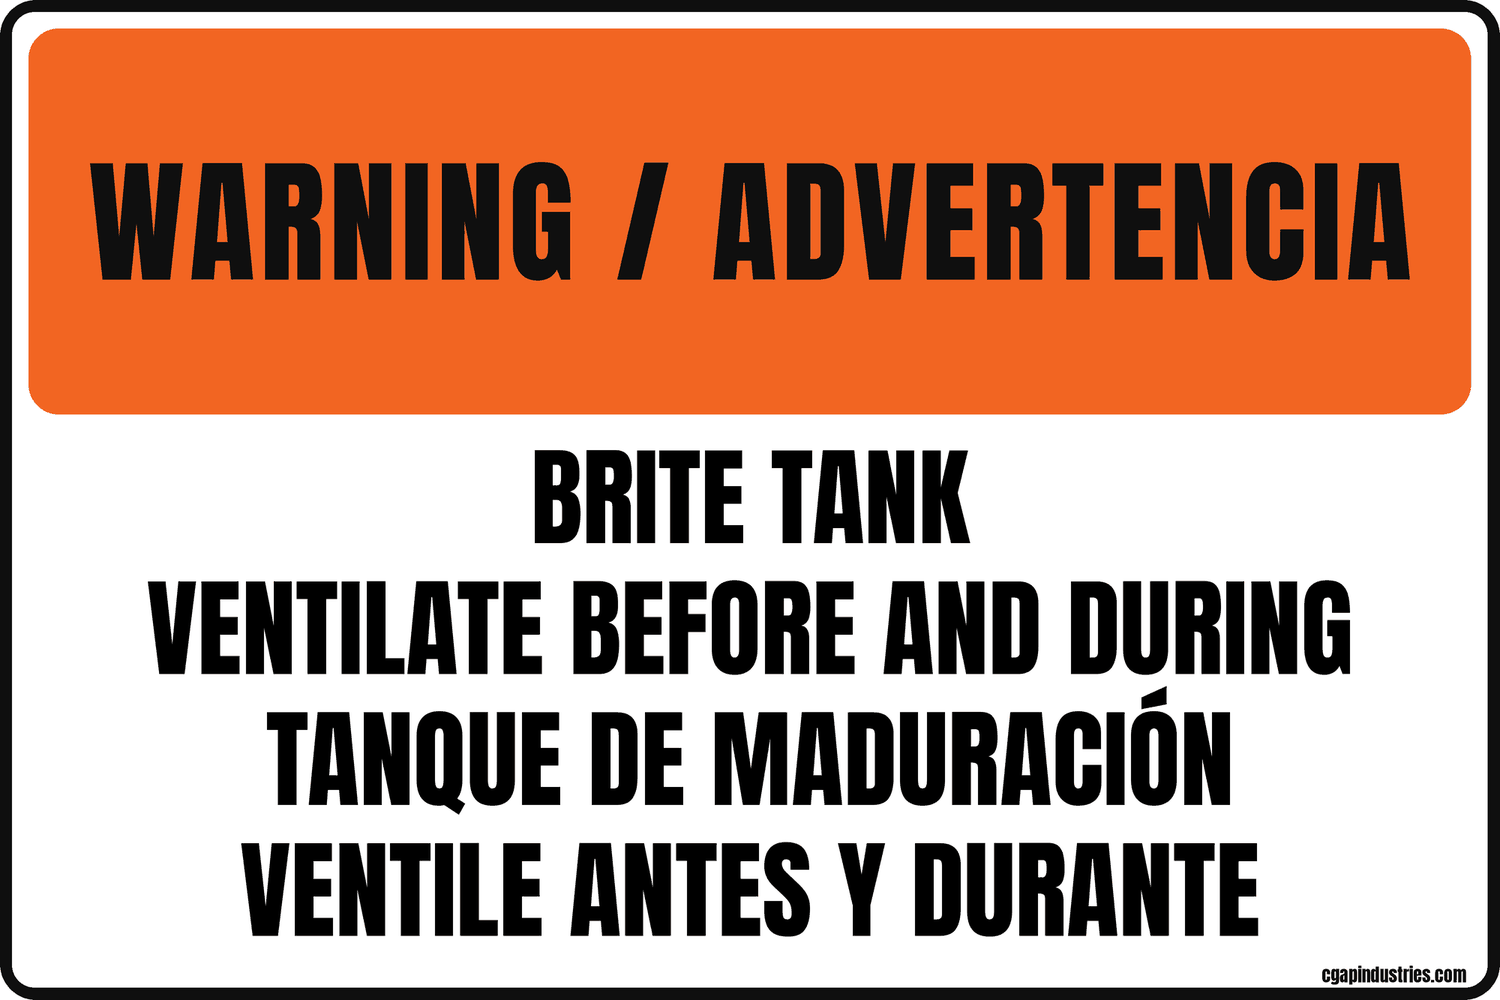 WARNING / ADVERTENCIA
BRITE TANK
VENTILATE BEFORE AND DURING
TANQUE DE MADURACIÓN
VENTILE ANTES Y DURANTE
cgapindustries.com